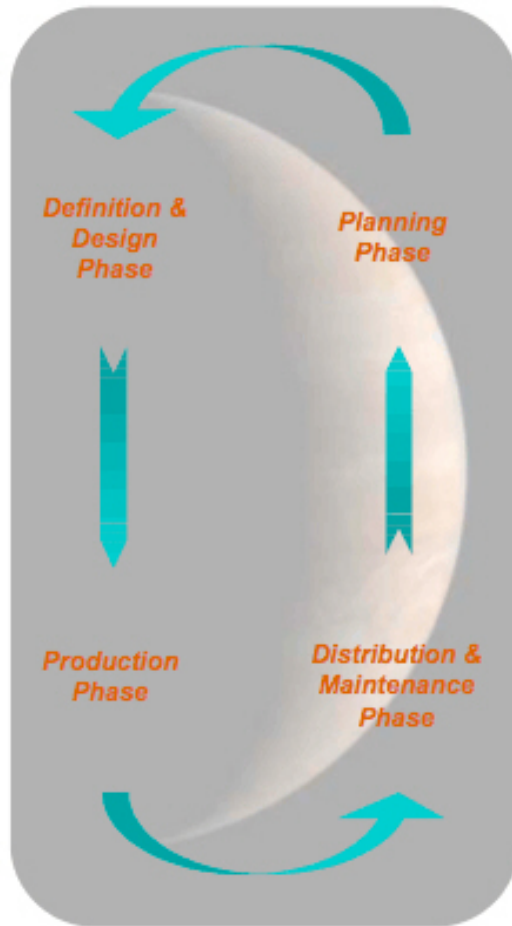 Definition &
Design
Phase
Planning
Phase
Production
Phase
Distribution &
Maintenance
Phase